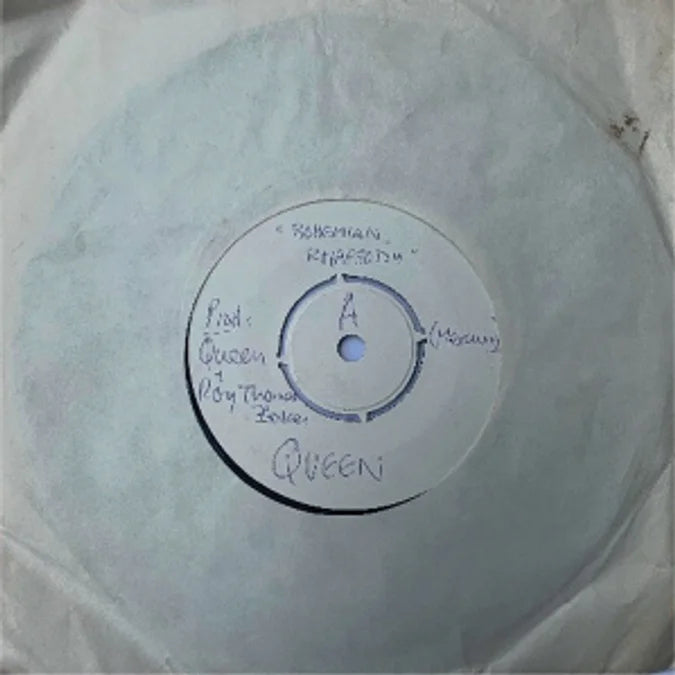 "BOHEMIAN
RHAPSODY"
A
Prod:
Queen
+
Roy Thomas
Baker
(Mercury)
QUEEN